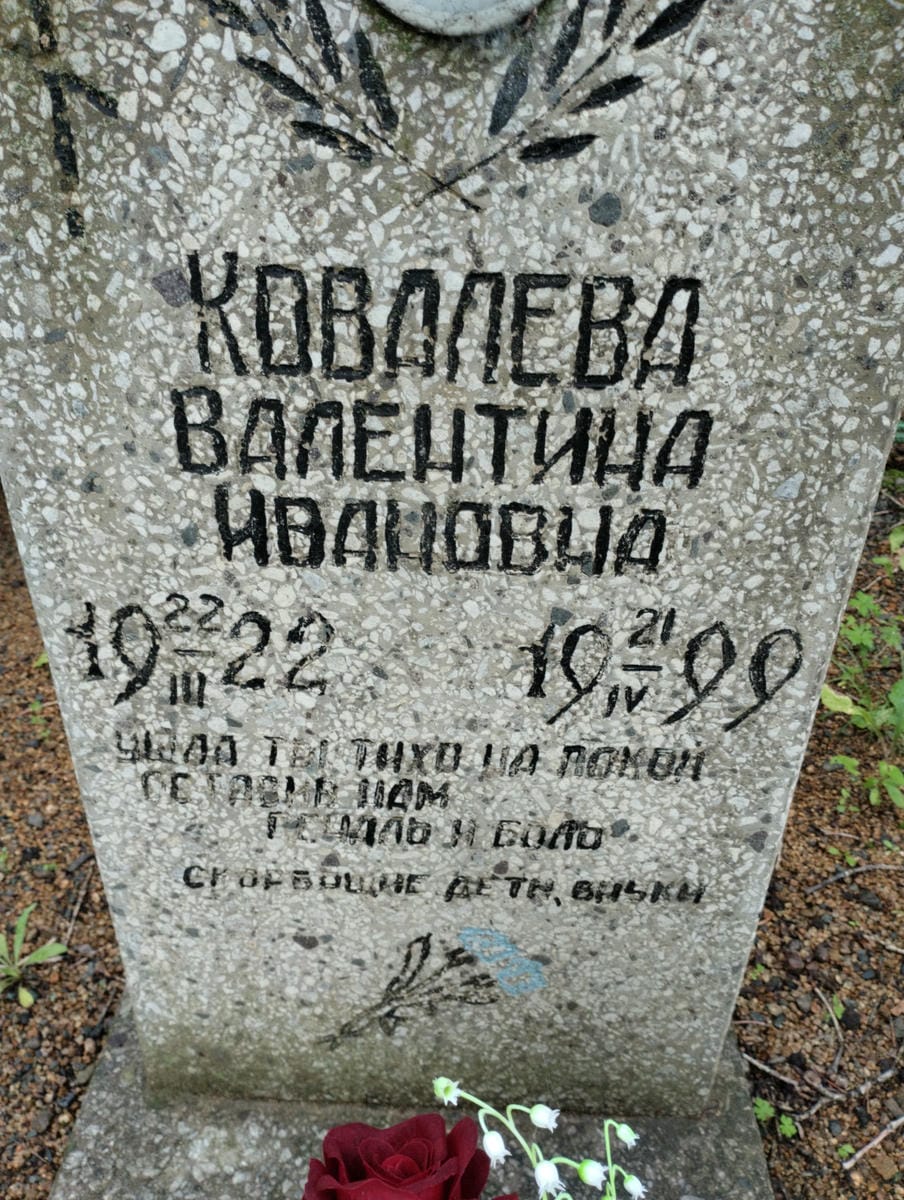 КОВАЛЕВА
ВАЛЕНТИНА
ИВАНОВНА
19 22/III 22 19 21/IV 99
УШЛА ТЫ ТИХО НА ПОКОЙ
ОСТАВИВ НАМ
ПЕЧАЛЬ И БОЛЬ
СКОРБЯЩИЕ ДЕТИ, ВНУКИ